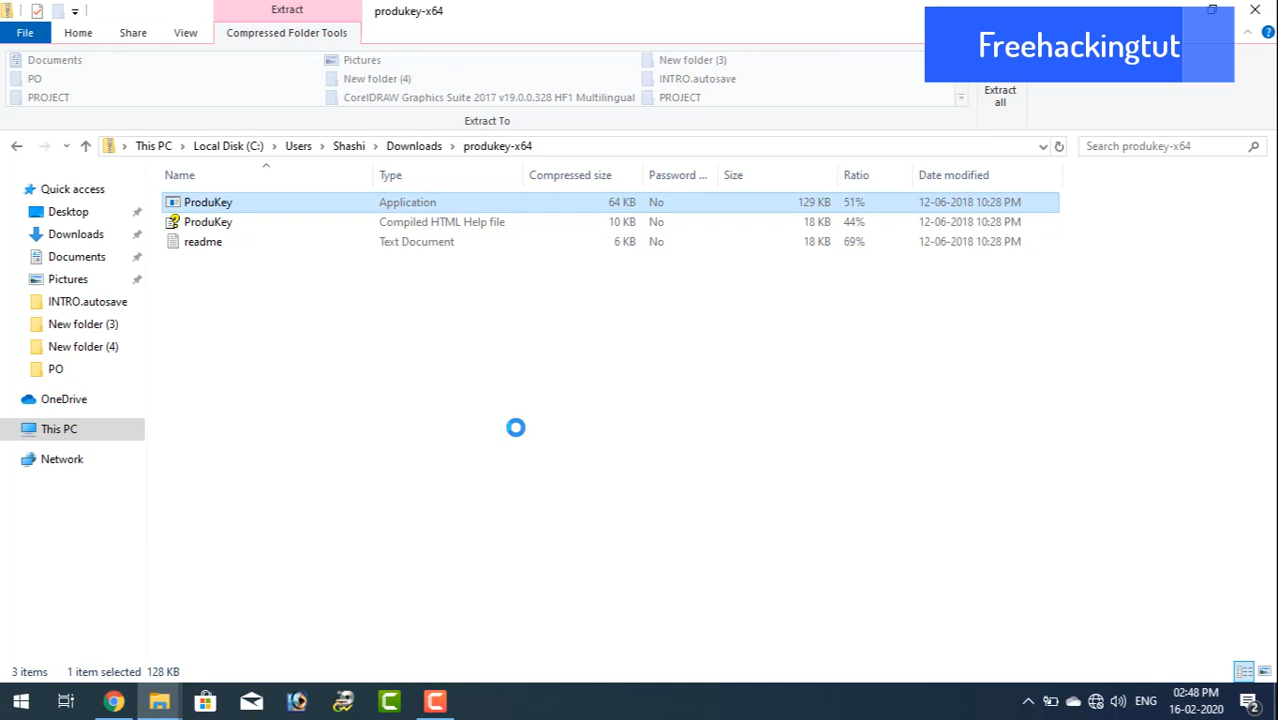 Extract
produkey-x64
File
Home
Share
View
Compressed Folder Tools
Freehackingtut
Documents
Pictures
New folder (3)
PO
New folder (4)
INTRO.autosave
PROJECT
CorelDRAW Graphics Suite 2017 v19.0.0.328 HF1 Multilingual
PROJECT
Extract
all
Extract To
This PC
Local Disk (C:)
Users
Shashi
Downloads
produkey-x64
Search produkey-x64
Name
Type
Compressed size
Password ...
Size
Ratio
Date modified
ProduKey Application 64 KB No 129 KB 51% 12-06-2018 10:28 PM
ProduKey Compiled HTML Help file 10 KB No 18 KB 44% 12-06-2018 10:28 PM
readme Text Document 6 KB No 18 KB 69% 12-06-2018 10:28 PM
Quick access
Desktop
Downloads
Documents
Pictures
INTRO.autosave
New folder (3)
New folder (4)
PO
OneDrive
This PC
Network
3 items
1 item selected 128 KB
ENG
02:48 PM
16-02-2020
2